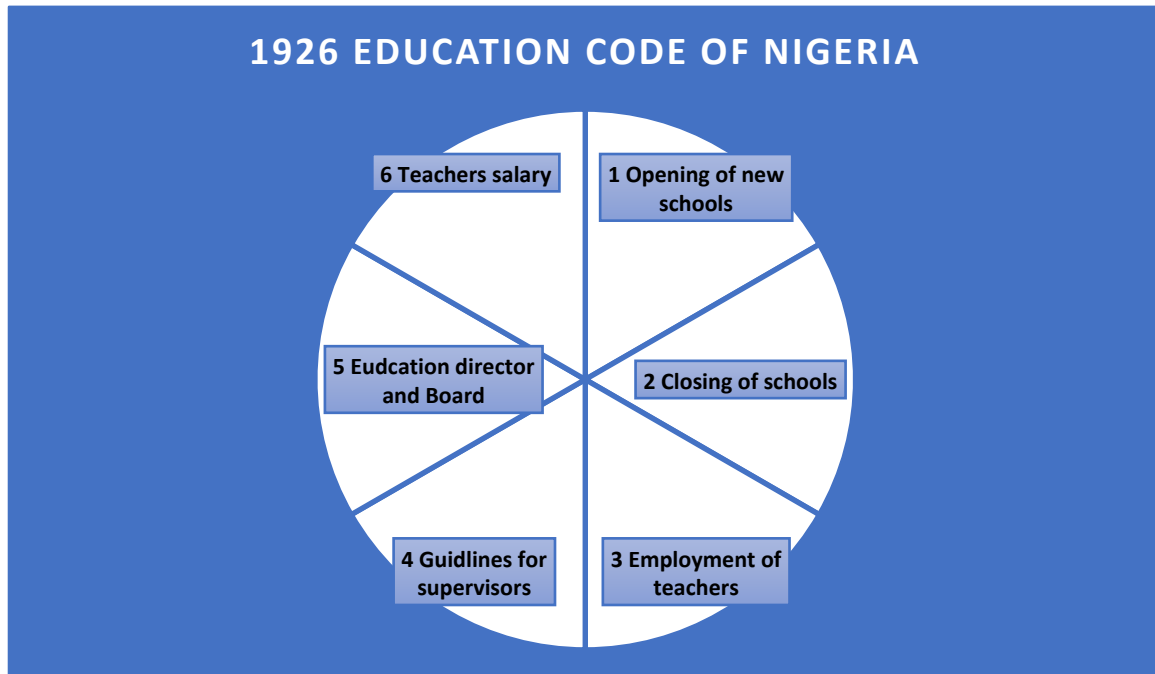 1926 EDUCATION CODE OF NIGERIA
1 Opening of new
schools
2 Closing of schools
3 Employment of
teachers
4 Guidlines for
supervisors
5 Eudcation director
and Board
6 Teachers salary